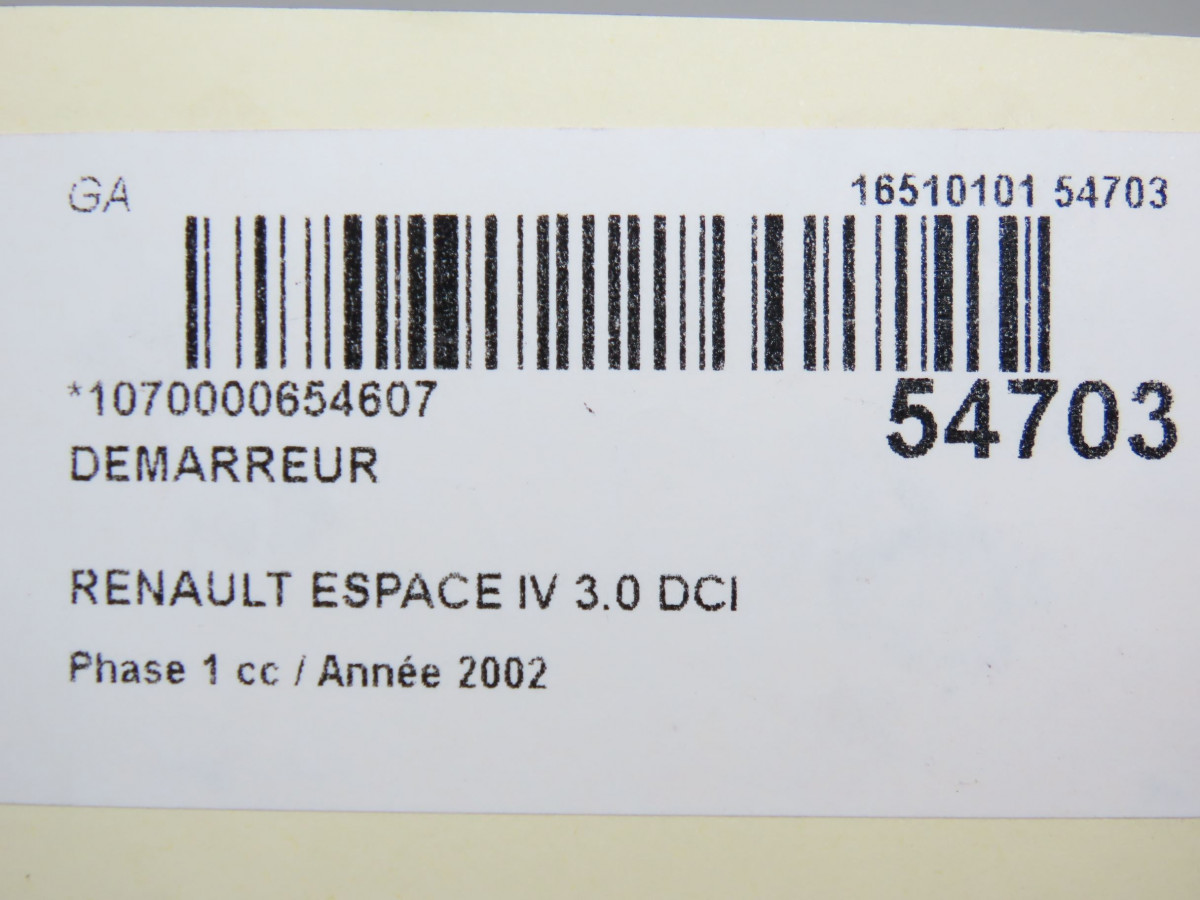 GA
16510101 54703
*1070000654607
54703
DEMARREUR
RENAULT ESPACE IV 3.0 DCI
Phase 1 cc / Année 2002